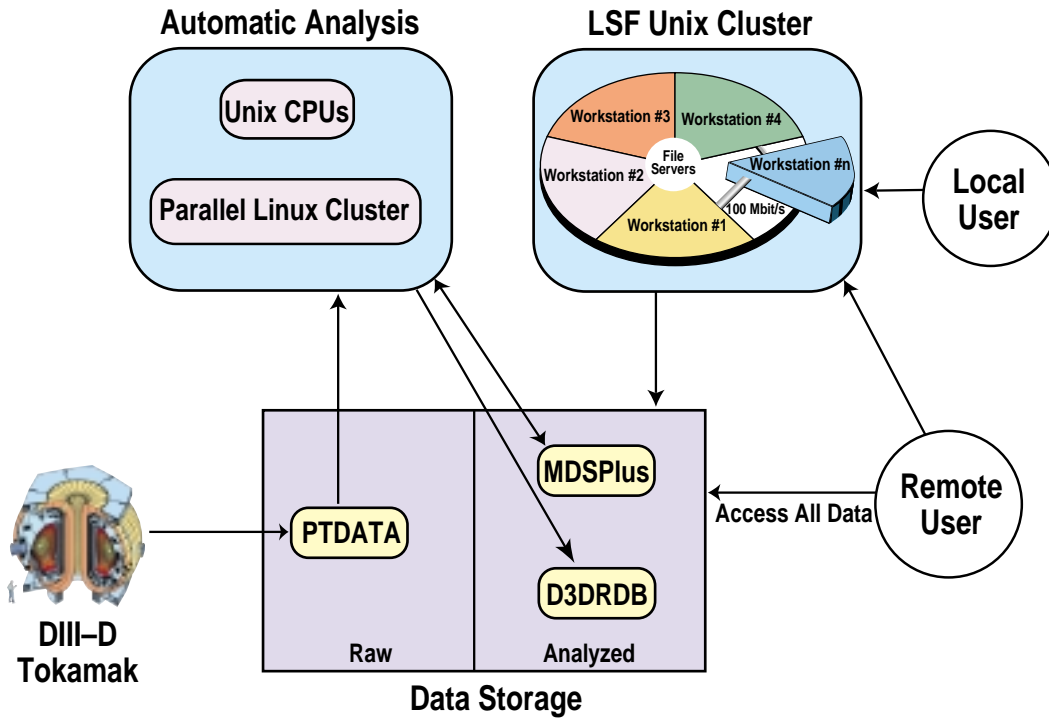 Automatic Analysis
LSF Unix Cluster
Unix CPUs
Parallel Linux Cluster
Workstation #3
Workstation #4
File
Servers
Workstation #2
Workstation #n
100 Mbit/s
Workstation #1
Local
User
MDSPlus
PTDATA
D3DRDB
Access All Data
Remote
User
DIII–D
Tokamak
Raw
Analyzed
Data Storage